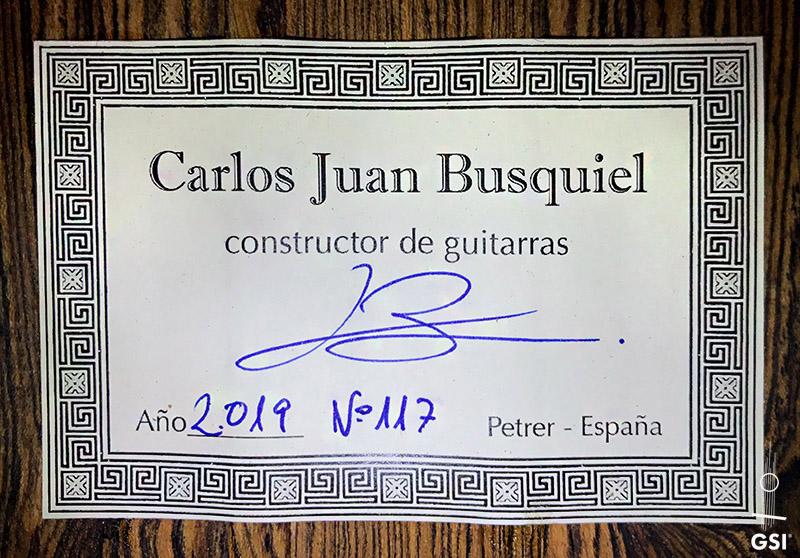 Carlos Juan Busquiel
constructor de guitarras
Año 2.019 Nº 117 Petrer - España
GSI